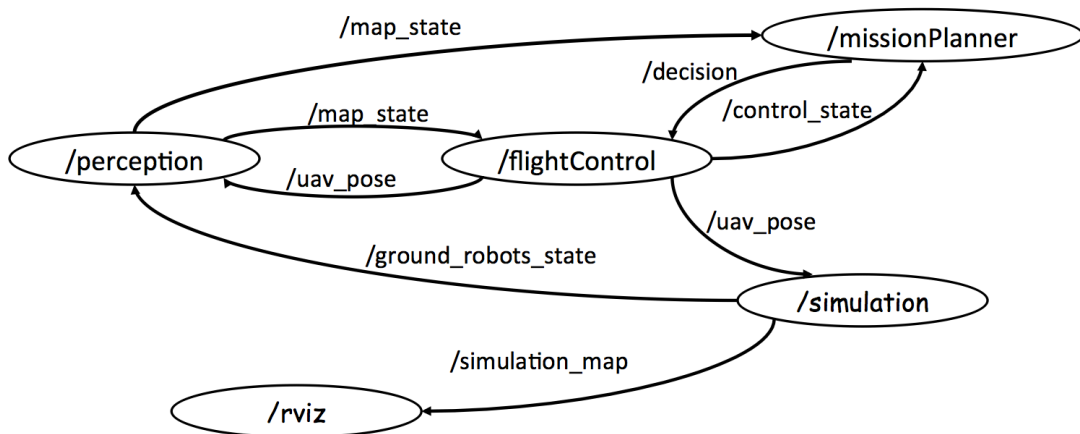 /map_state
/missionPlanner
/decision
/map_state
/control_state
/perception
/flightControl
/uav_pose
/uav_pose
/ground_robots_state
/simulation
/simulation_map
/rviz